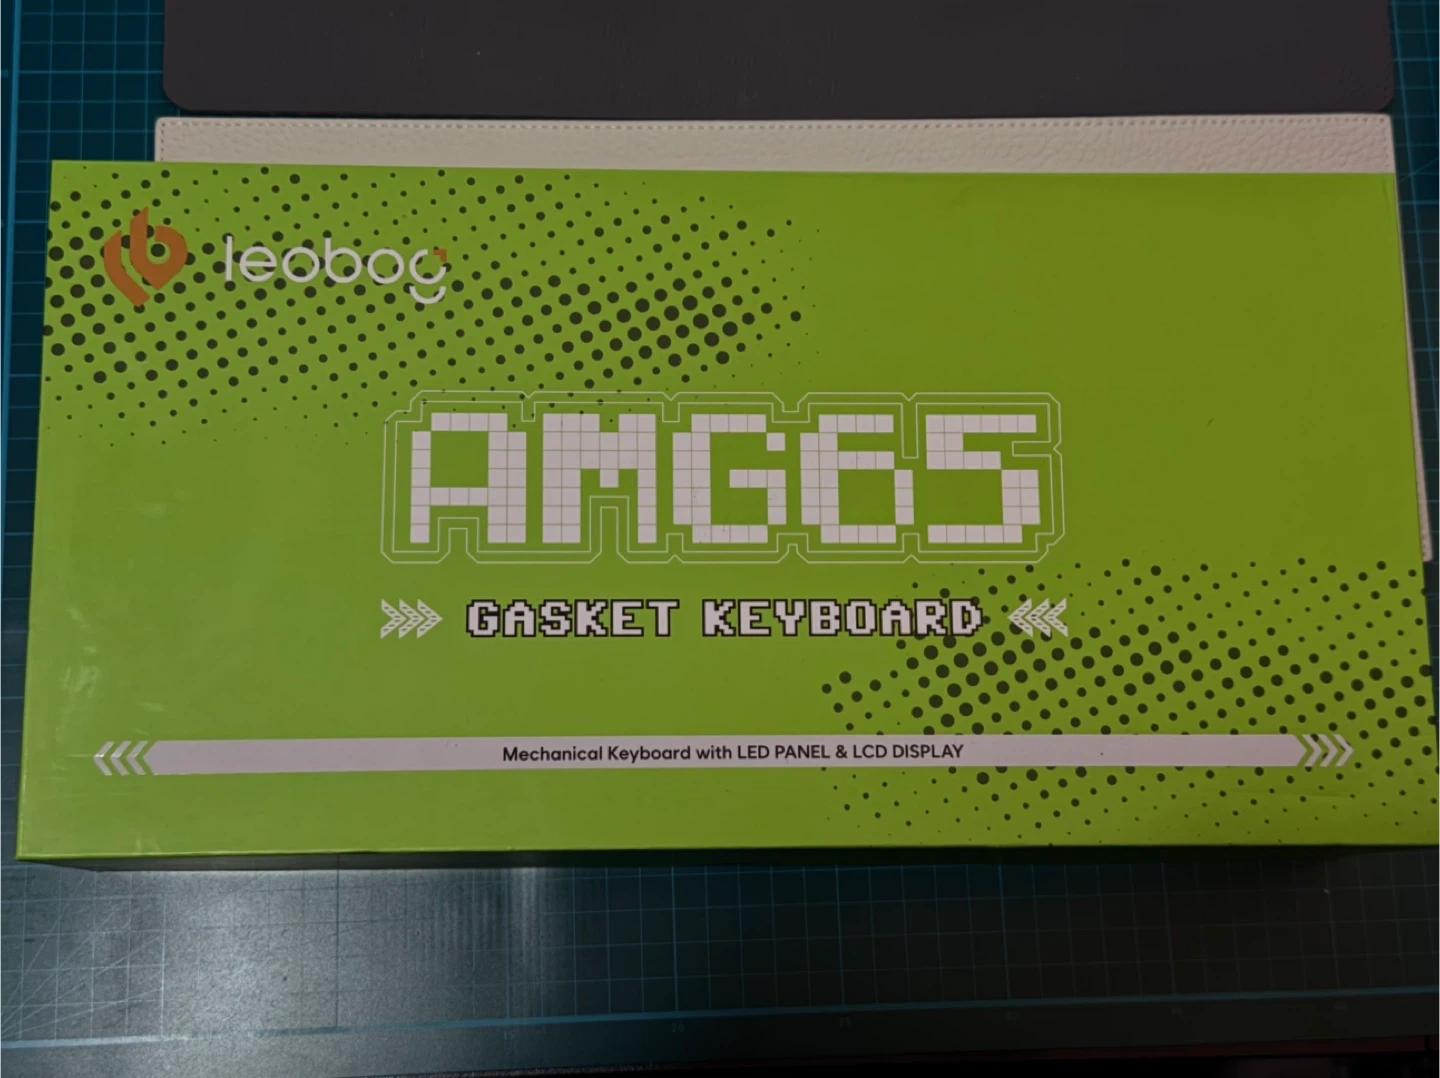 leobog
AMG65
GASKET KEYBOARD
Mechanical Keyboard with LED PANEL & LCD DISPLAY